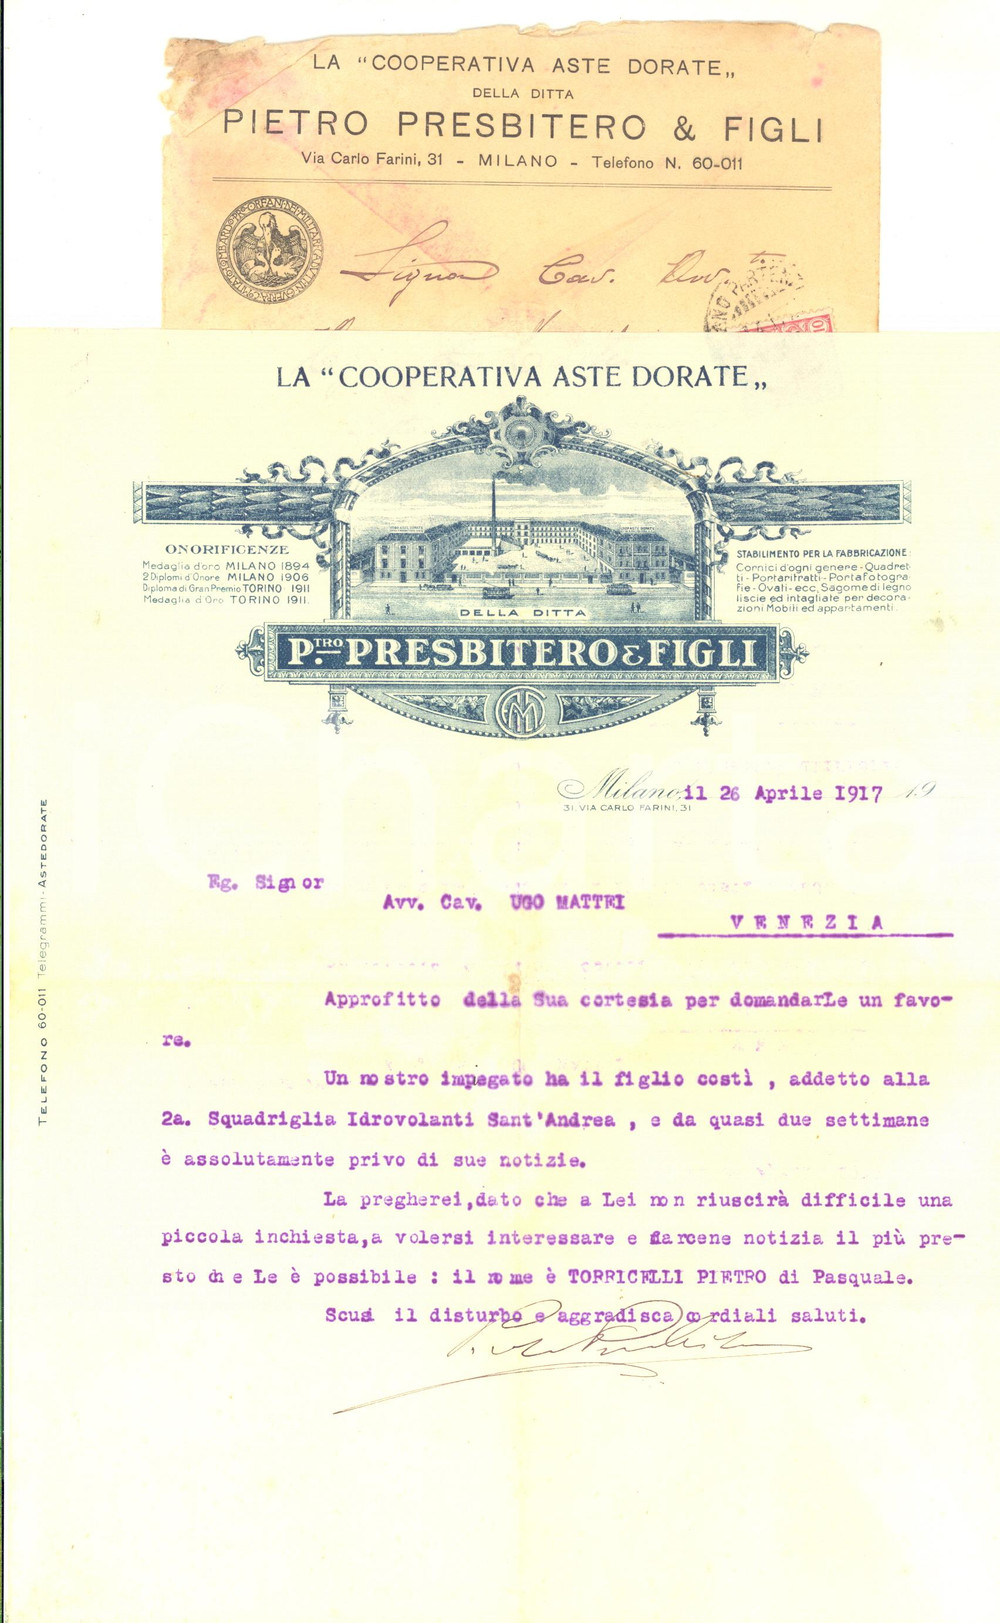 LA “COOPERATIVA ASTE DORATE„
DELLA DITTA
PIETRO PRESBITERO & FIGLI
Via Carlo Farini, 31 - MILANO - Telefono N. 60-011
Signor Cav.
LA “COOPERATIVA ASTE DORATE„
ONORIFICENZE
Medaglia d'oro MILANO 1894
2 Diplomi d'Onore MILANO 1906
Diploma di Gran Premio TORINO 1911
Medaglia d'Oro TORINO 1911.
STABILIMENTO PER LA FABBRICAZIONE:
Cornici d'ogni genere-Quadret-
ti-Portaritratti-Portafotogra-
fie-Ovali-ecc, Sagome di legno
liscie ed intagliate per decora-
zioni Mobili ed appartamenti.
DELLA DITTA
P.TRO PRESBITERO & FIGLI
Milano, il 26 Aprile 1917 19
31, VIA CARLO FARINI, 31
TELEFONO 60-011 Telegrammi-ASTEDORATE
Eg. Signor
Avv. Cav. UGO MATTEI
VENEZIA
Approfitto della Sua cortesia per domandarLe un favo-
re.
Un nostro impegato ha il figlio costì , addetto alla
2a. Squadriglia Idrovolanti Sant'Andrea , e da quasi due settimane
è assolutamente privo di sue notizie.
La pregherei,dato che a Lei non riuscirà difficile una
piccola inchiesta,a volersi interessare e darcene notizia il più pre-
sto che Le è possibile : il nome è TORRICELLI PIETRO di Pasquale.
Scusi il disturbo e aggradisca cordiali saluti.